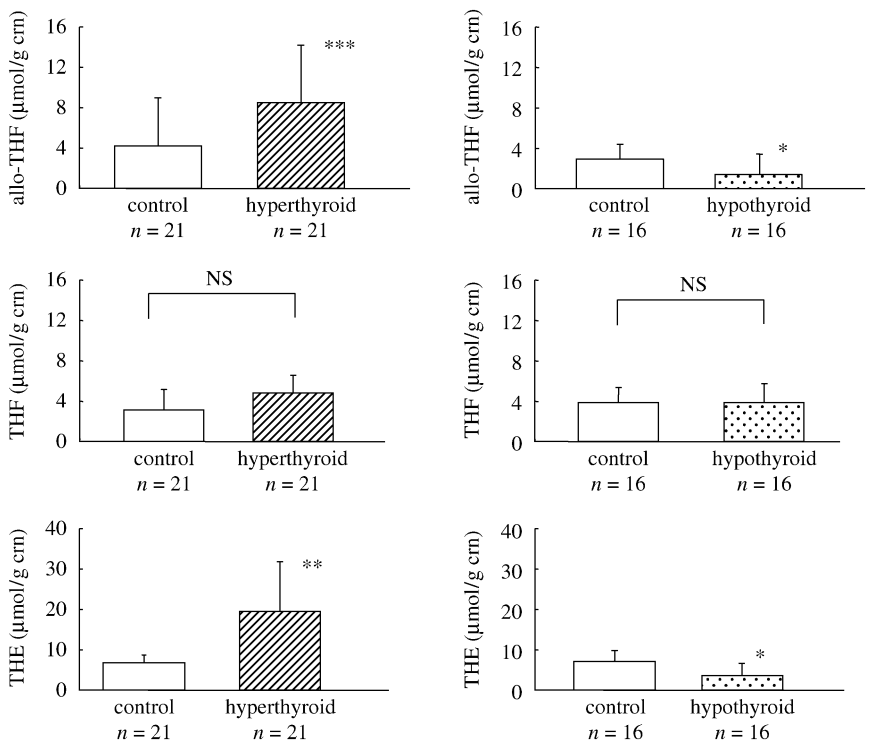 allo-THF (μmol/g crn)
16
12
8
4
0
***
control
n = 21
hyperthyroid
n = 21
allo-THF (μmol/g crn)
16
12
8
4
0
*
control
n = 16
hypothyroid
n = 16
THF (μmol/g crn)
16
12
8
4
0
NS
control
n = 21
hyperthyroid
n = 21
THF (μmol/g crn)
16
12
8
4
0
NS
control
n = 16
hypothyroid
n = 16
THE (μmol/g crn)
40
30
20
10
0
**
control
n = 21
hyperthyroid
n = 21
THE (μmol/g crn)
40
30
20
10
0
*
control
n = 16
hypothyroid
n = 16